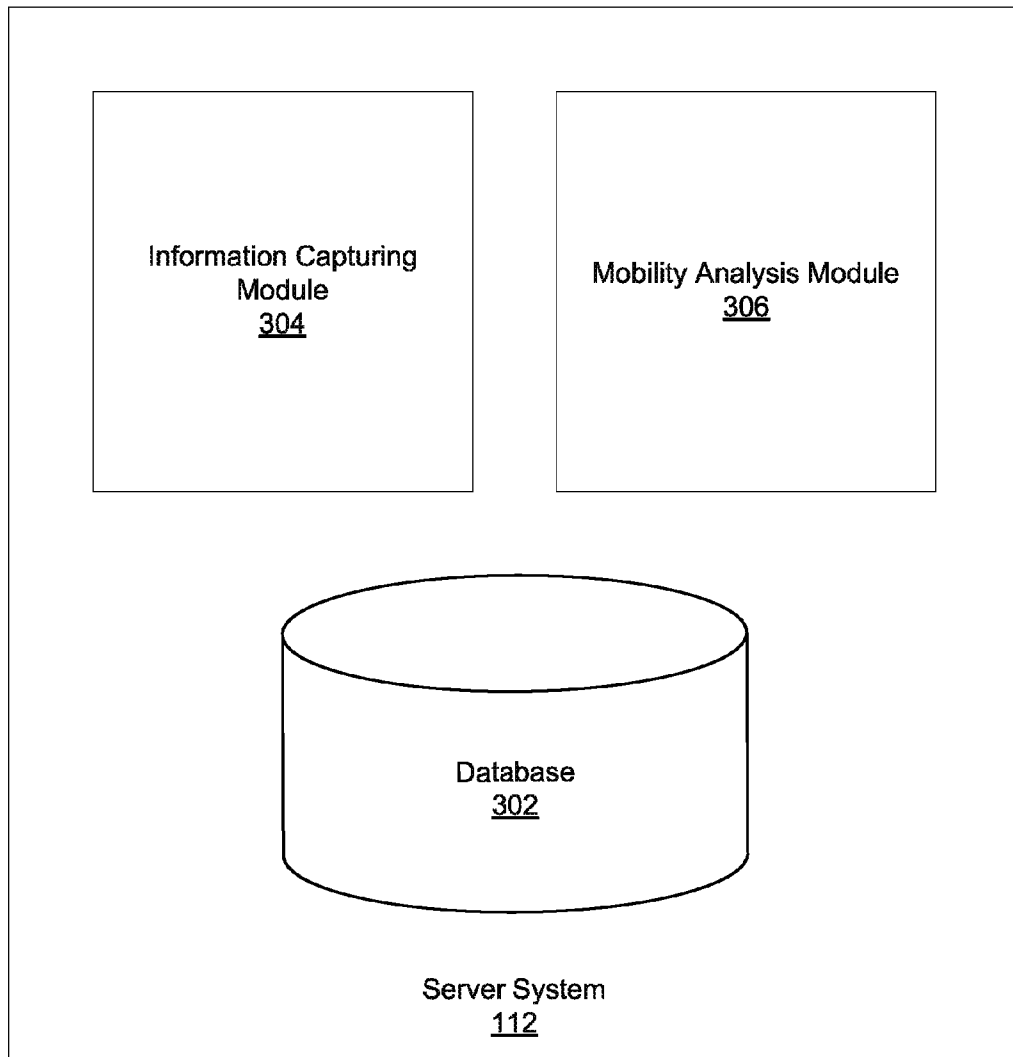 Information Capturing
Module
304
Mobility Analysis Module
306
Database
302
Server System
112